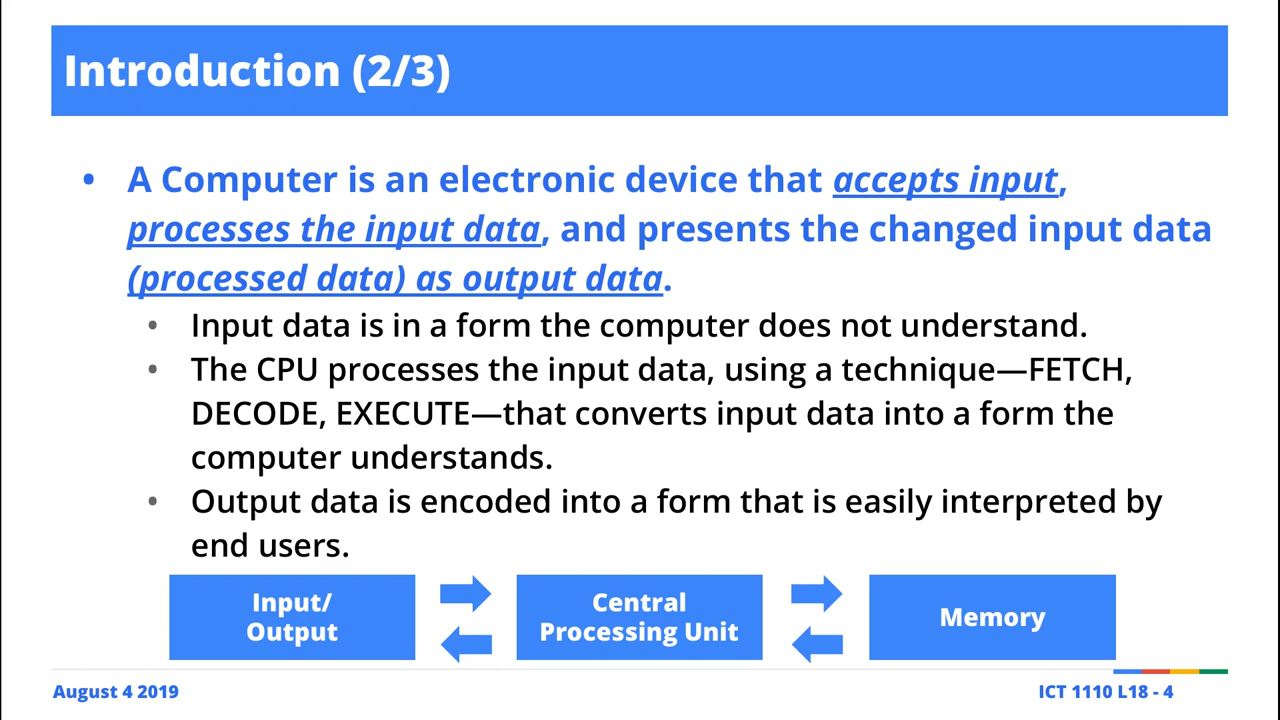 Introduction (2/3)
• A Computer is an electronic device that accepts input,
processes the input data, and presents the changed input data
(processed data) as output data.
• Input data is in a form the computer does not understand.
• The CPU processes the input data, using a technique—FETCH,
DECODE, EXECUTE—that converts input data into a form the
computer understands.
• Output data is encoded into a form that is easily interpreted by
end users.
Input/
Output
Central
Processing Unit
Memory
August 4 2019
ICT 1110 L18 - 4